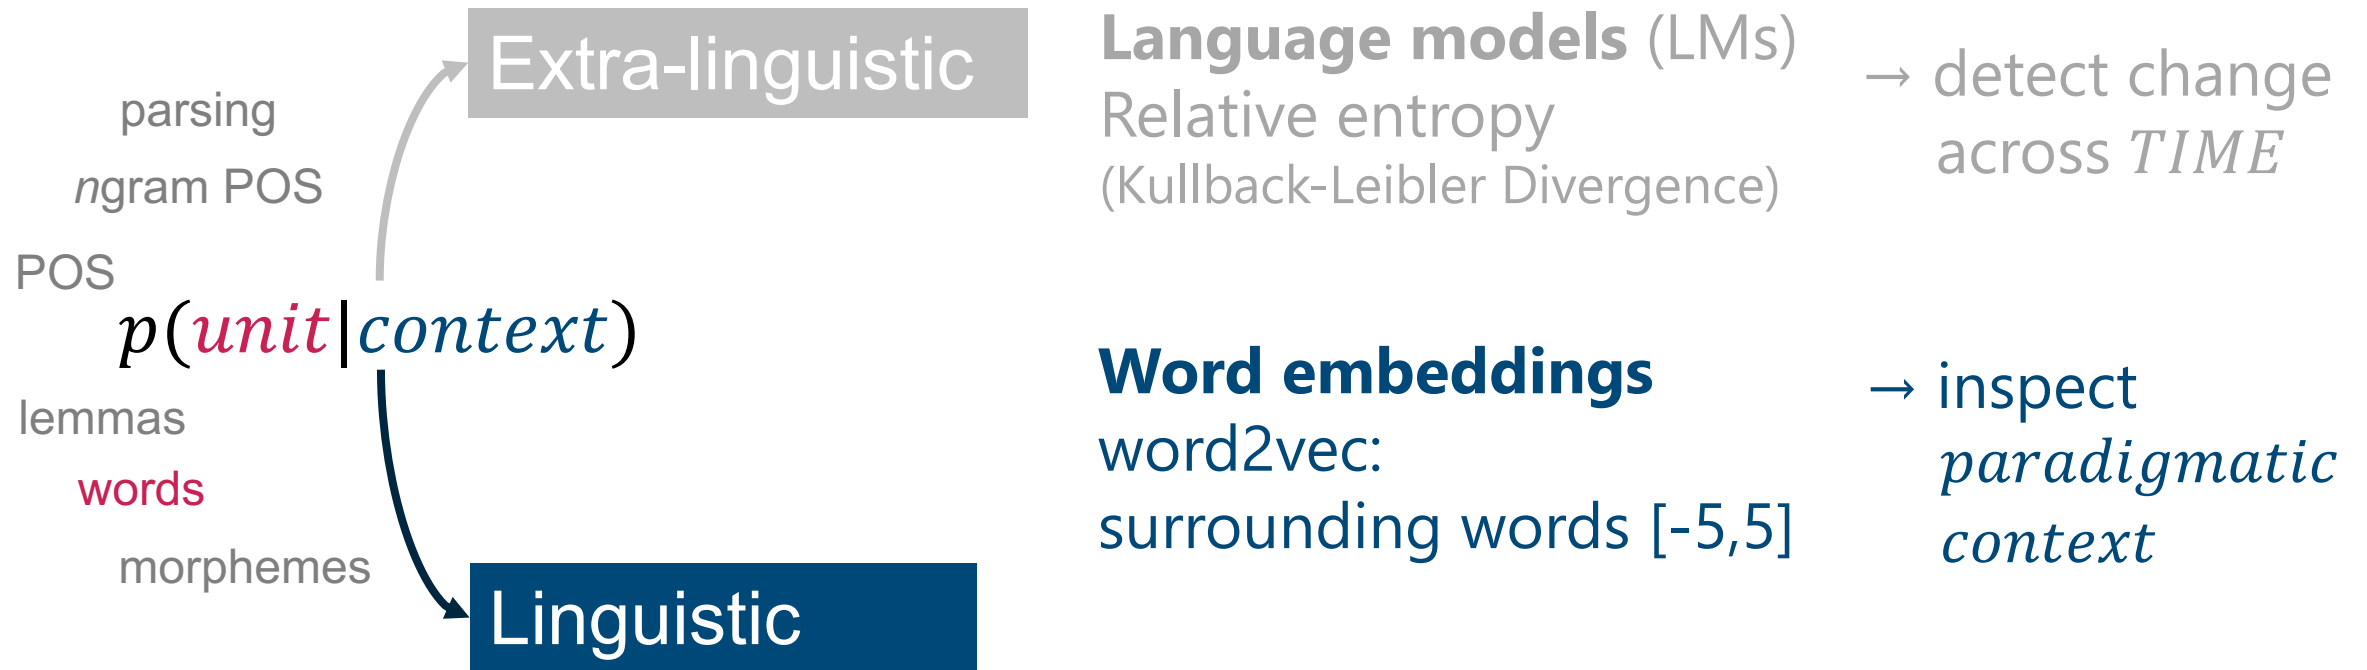 Extra-linguistic
parsing
ngram POS
POS
p(unit|context)
lemmas
words
morphemes
Linguistic
Language models (LMs)
Relative entropy
(Kullback-Leibler Divergence)
→ detect change
across TIME
Word embeddings
word2vec:
surrounding words [-5,5]
→ inspect
paradigmatic
context